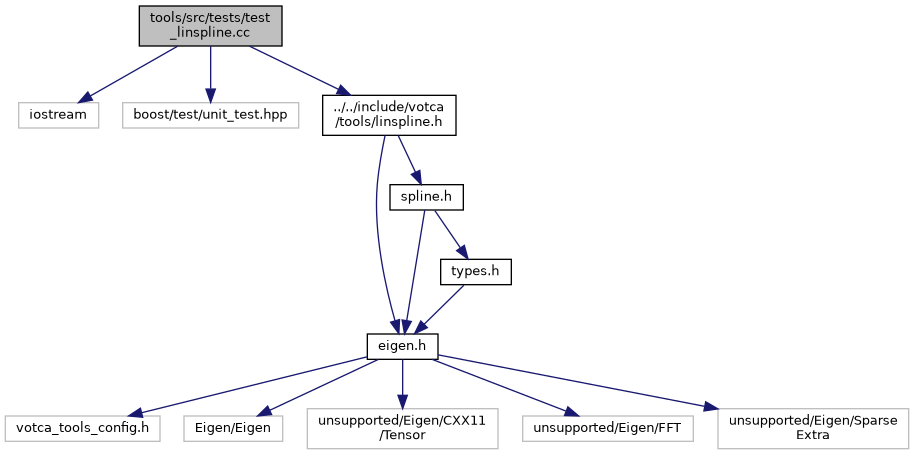 tools/src/tests/test
_linspline.cc
iostream
boost/test/unit_test.hpp
../../include/votca
/tools/linspline.h
spline.h
types.h
eigen.h
votca_tools_config.h
Eigen/Eigen
unsupported/Eigen/CXX11
/Tensor
unsupported/Eigen/FFT
unsupported/Eigen/Sparse
Extra